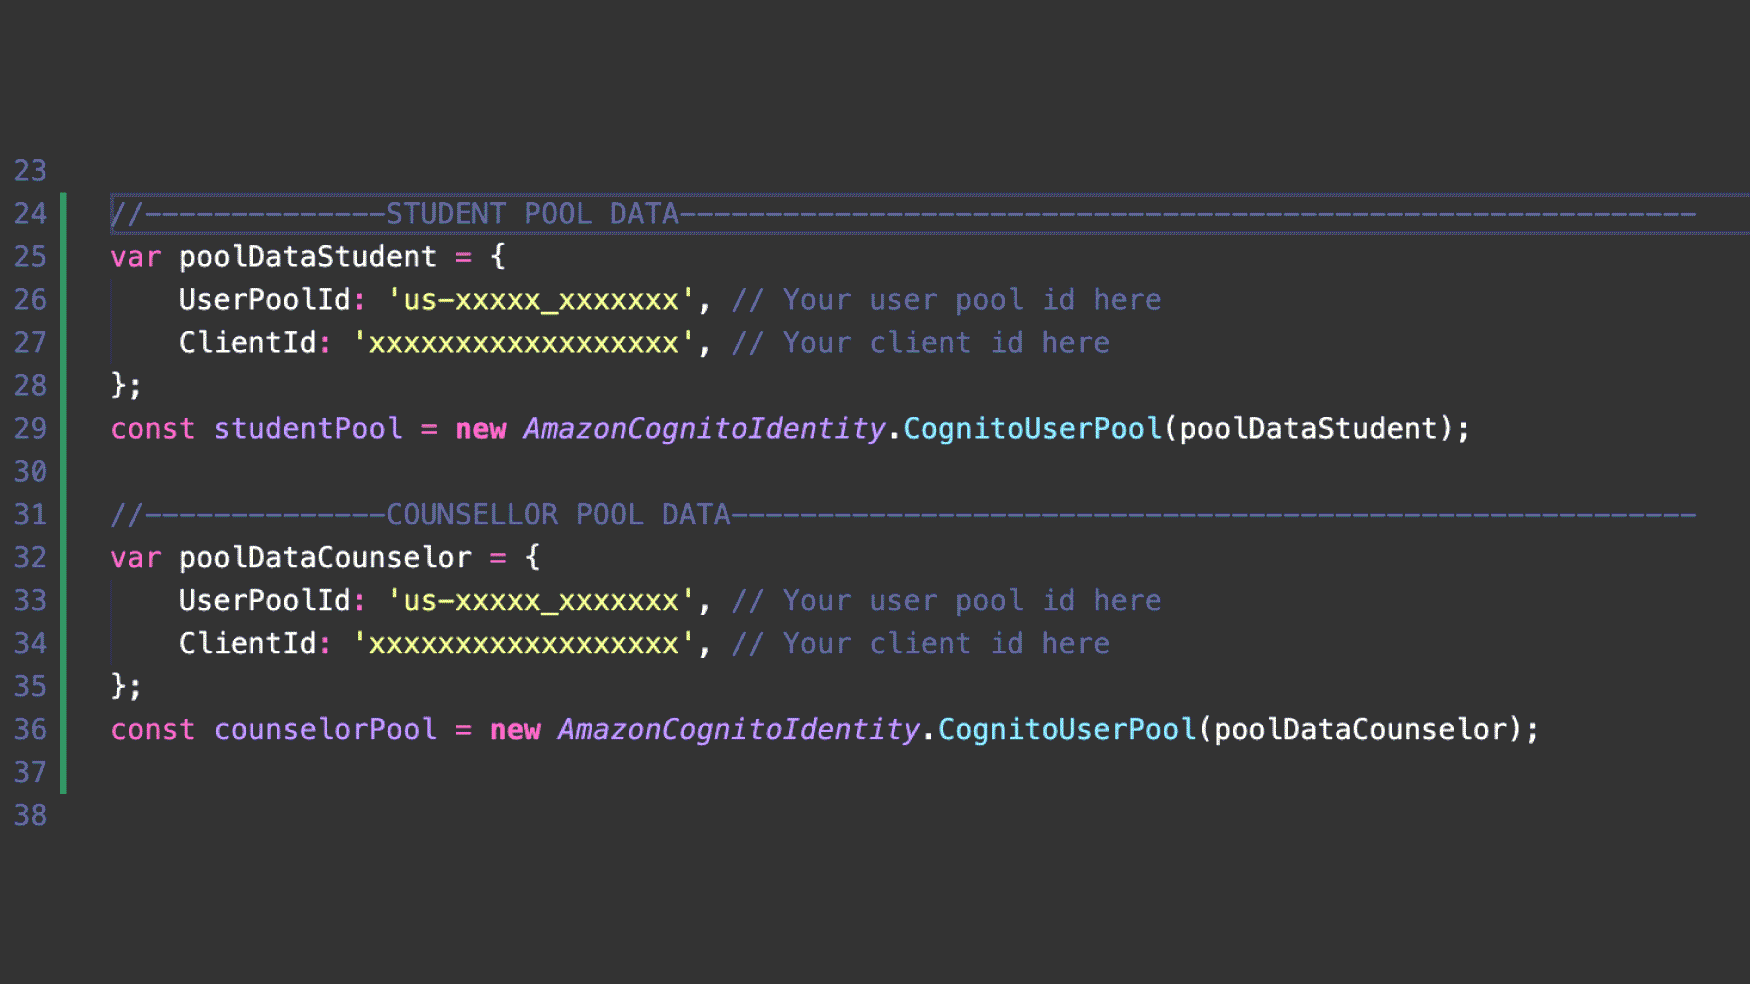 23
24 //--------------STUDENT POOL DATA-----------------------------------------------------------
25 var poolDataStudent = {
26     UserPoolId: 'us-xxxxx_xxxxxxx', // Your user pool id here
27     ClientId: 'xxxxxxxxxxxxxxxxxx', // Your client id here
28 };
29 const studentPool = new AmazonCognitoIdentity.CognitoUserPool(poolDataStudent);
30
31 //--------------COUNSELLOR POOL DATA--------------------------------------------------------
32 var poolDataCounselor = {
33     UserPoolId: 'us-xxxxx_xxxxxxx', // Your user pool id here
34     ClientId: 'xxxxxxxxxxxxxxxxxx', // Your client id here
35 };
36 const counselorPool = new AmazonCognitoIdentity.CognitoUserPool(poolDataCounselor);
37
38